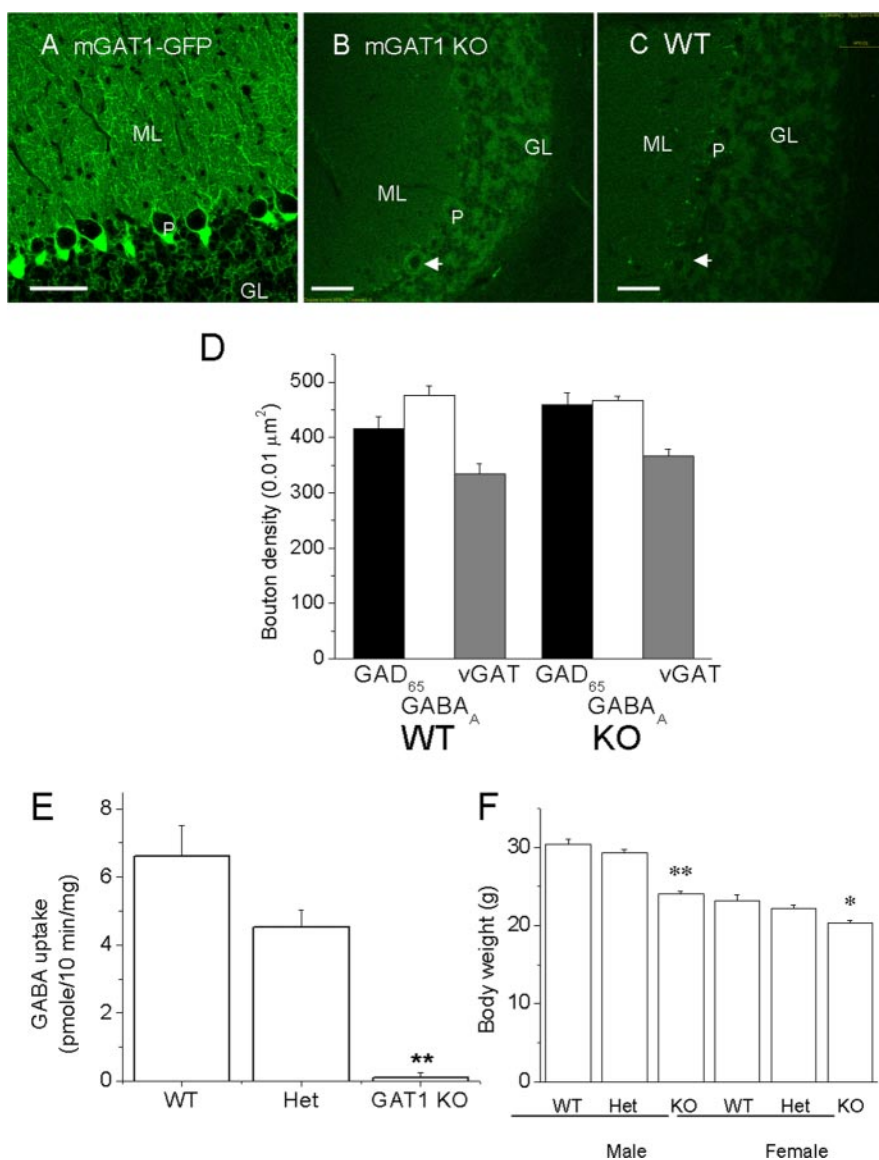 A mGAT1-GFP
ML
P
GL
B mGAT1 KO
GL
ML
P
C WT
ML
P
GL
D
Bouton density (0.01 μm²)
500
400
300
200
100
0
GAD₆₅ vGAT GAD₆₅ vGAT
GABA_A GABA_A
WT KO
E
GABA uptake
(pmole/10 min/mg)
8
6
4
2
0
**
WT Het GAT1 KO
F
Body weight (g)
30
20
10
0
**
*
WT Het KO WT Het KO
Male Female